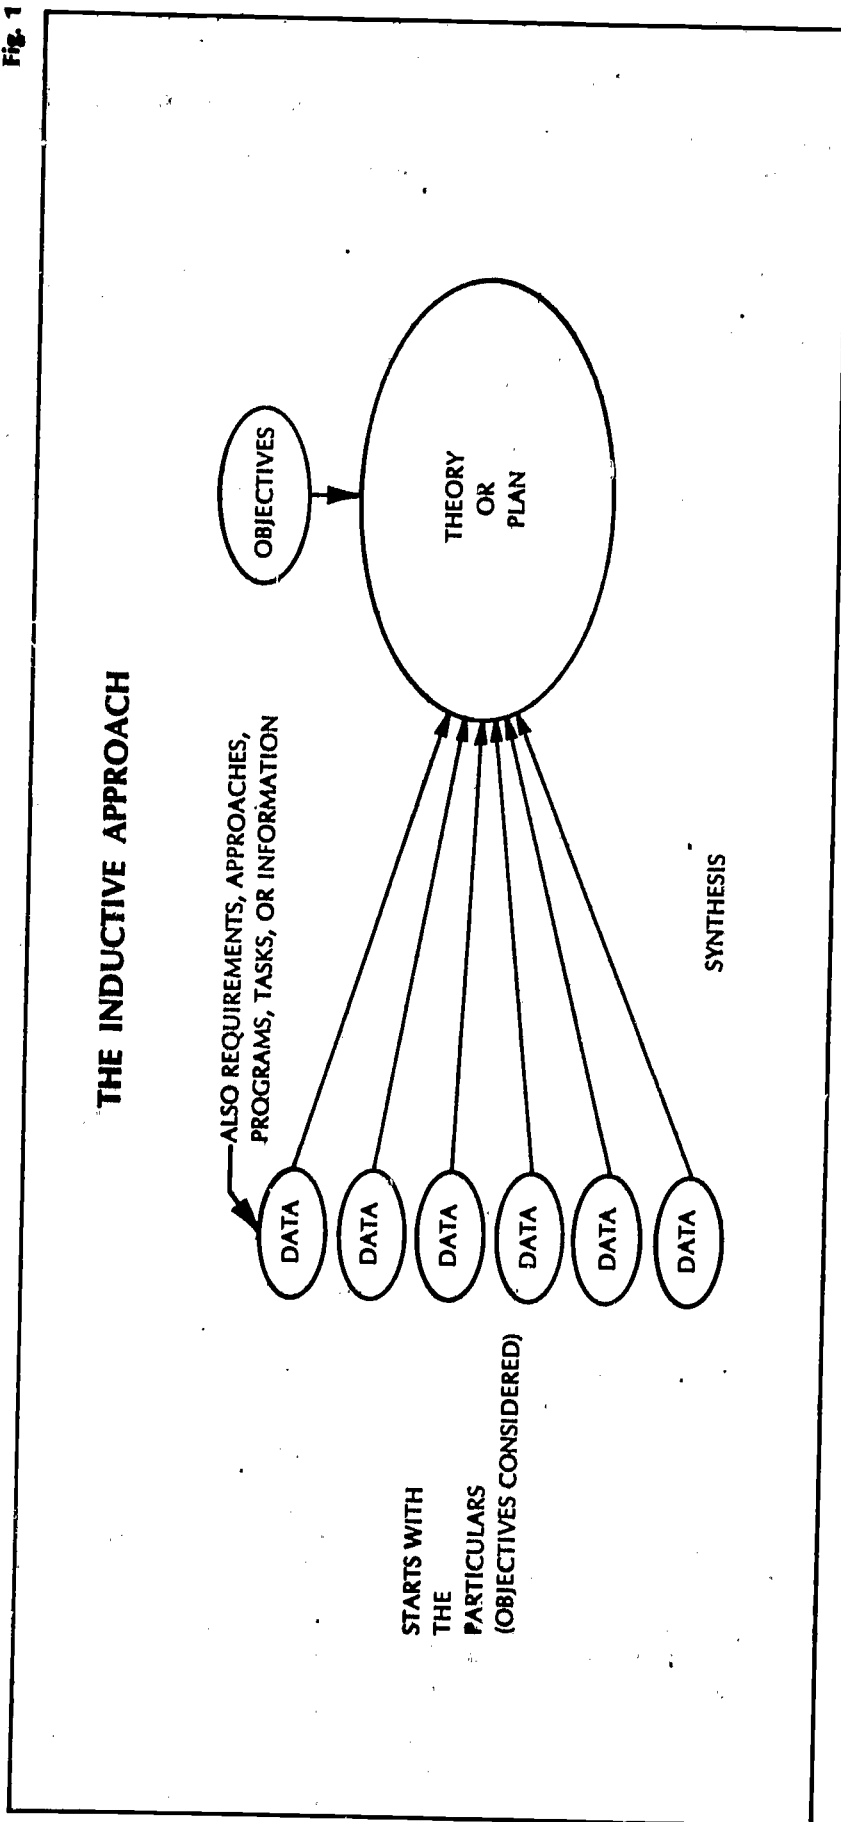 Fig. 1
THE INDUCTIVE APPROACH
ALSO REQUIREMENTS, APPROACHES,
PROGRAMS, TASKS, OR INFORMATION
OBJECTIVES
DATA
DATA
DATA
DATA
DATA
DATA
THEORY
OR
PLAN
STARTS WITH
THE
PARTICULARS
(OBJECTIVES CONSIDERED)
SYNTHESIS